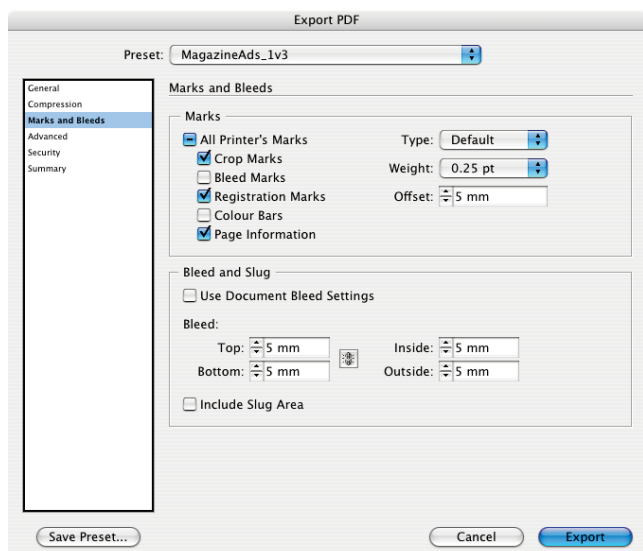 Export PDF
Preset: MagazineAds_1v3
General
Compression
Marks and Bleeds
Advanced
Security
Summary
Marks and Bleeds
Marks
All Printer's Marks
Crop Marks
Bleed Marks
Registration Marks
Colour Bars
Page Information
Type: Default
Weight: 0.25 pt
Offset: 5 mm
Bleed and Slug
Use Document Bleed Settings
Bleed:
Top: 5 mm
Bottom: 5 mm
Inside: 5 mm
Outside: 5 mm
Include Slug Area
Save Preset...
Cancel
Export